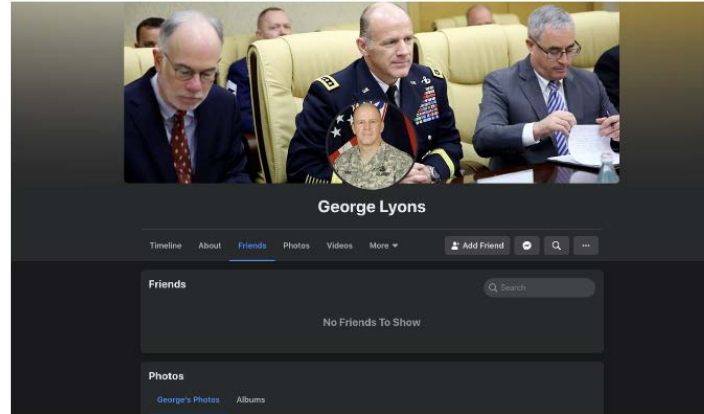 George Lyons
Timeline About Friends Photos Videos More Add Friend
Friends Search
No Friends To Show
Photos
George's Photos Albums